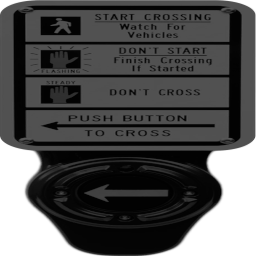 START CROSSING
Watch For
Vehicles
FLASHING
DON'T START
Finish Crossing
If Started
STEADY
DON'T CROSS
PUSH BUTTON
TO CROSS